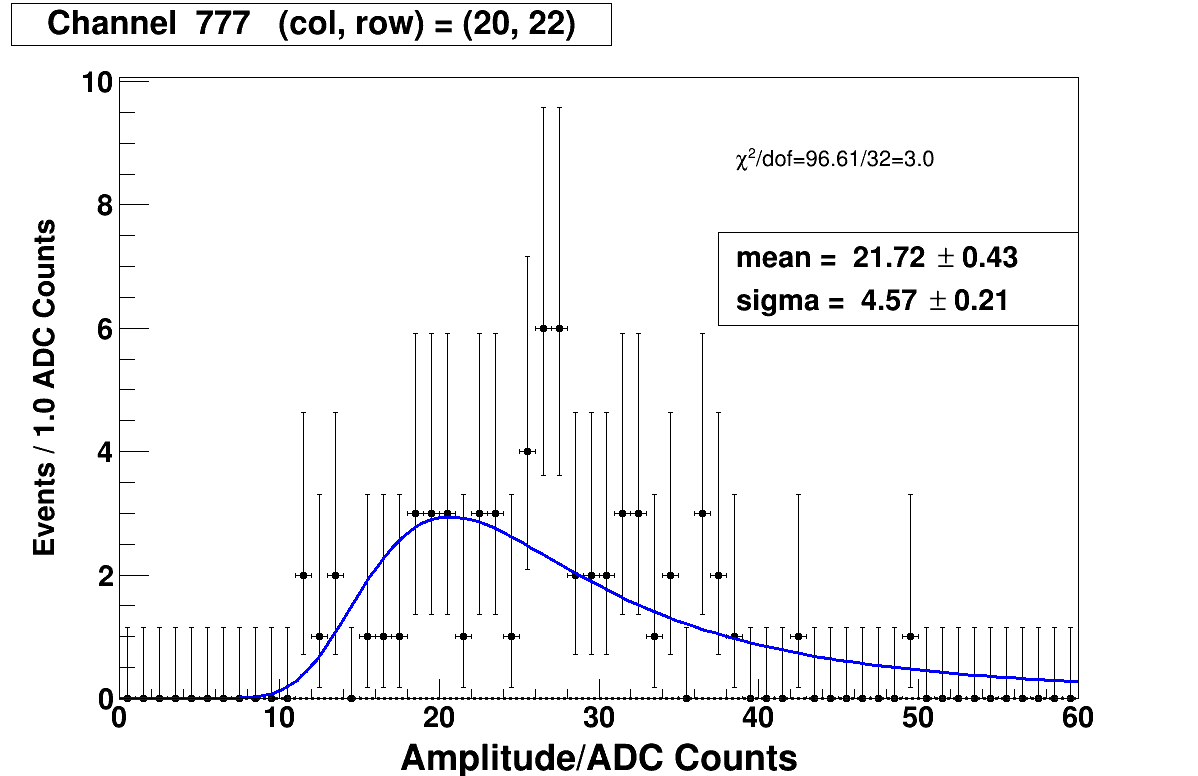 Channel 777 (col, row) = (20, 22)
10
8
6
4
2
0
Events / 1.0 ADC Counts
χ²/dof=96.61/32=3.0
mean = 21.72 ± 0.43
sigma = 4.57 ± 0.21
0 10 20 30 40 50 60
Amplitude/ADC Counts